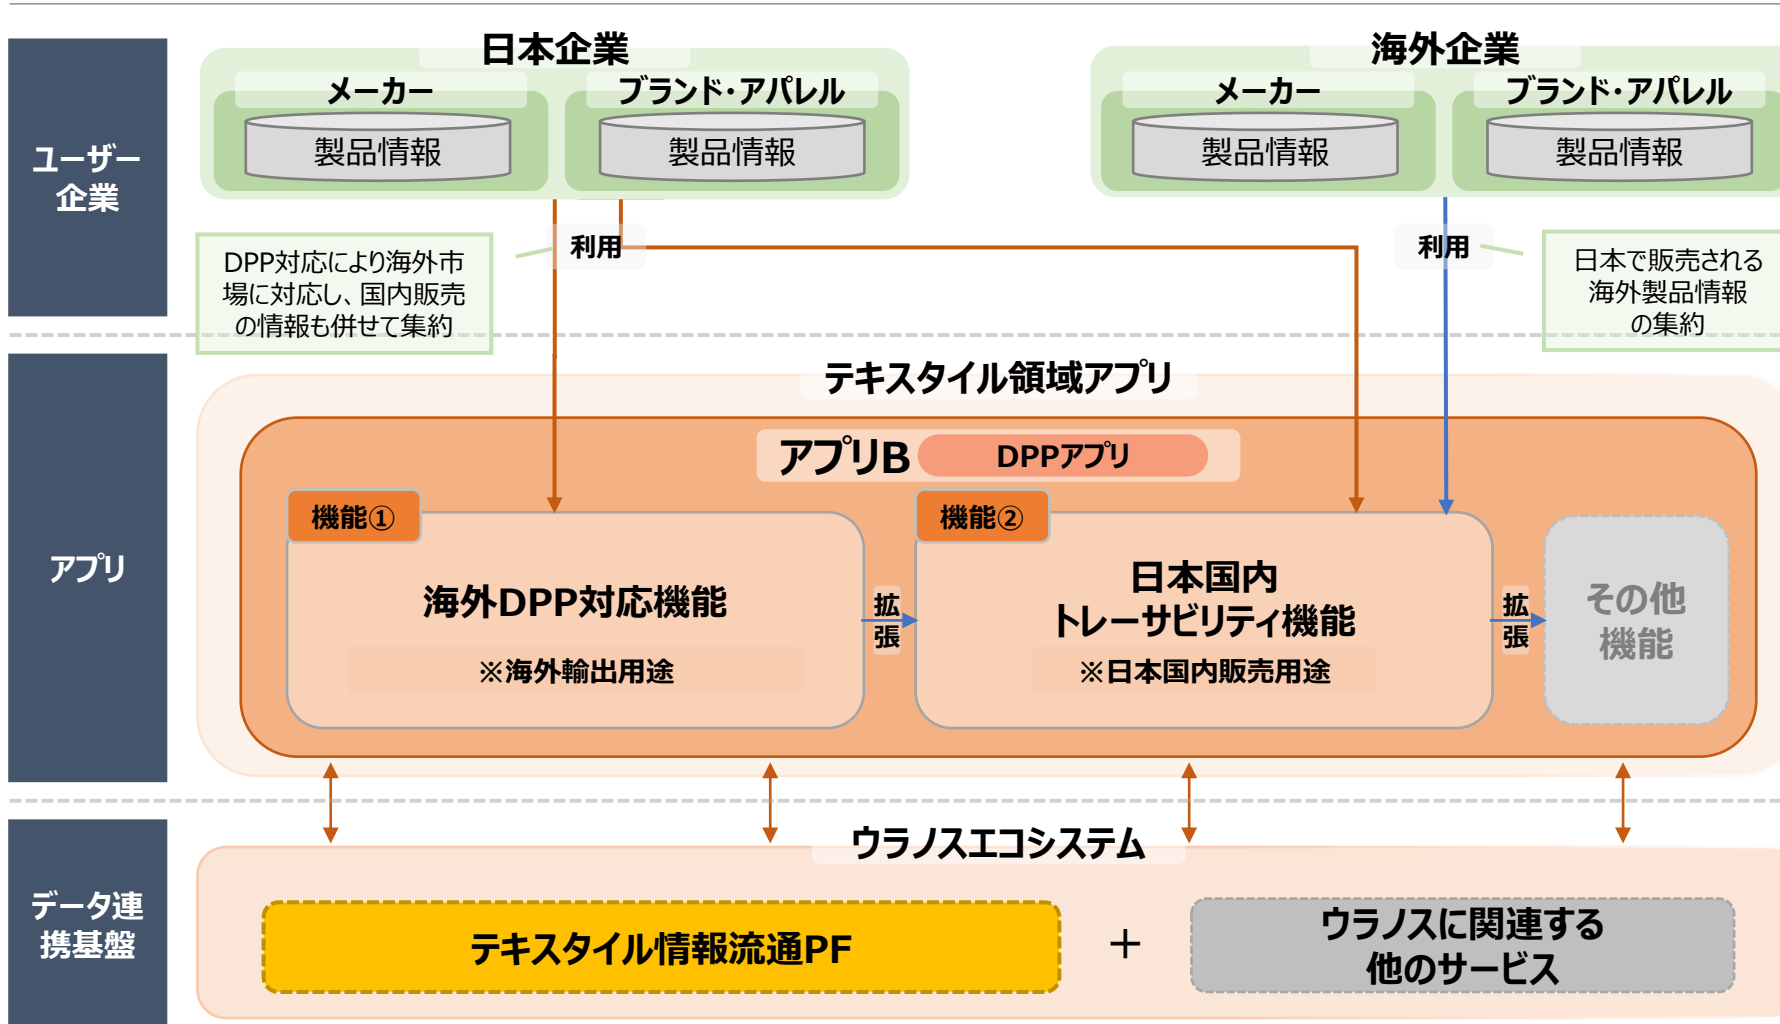 日本企業
海外企業
メーカー
ブランド・アパレル
メーカー
ブランド・アパレル
製品情報
製品情報
製品情報
製品情報
ユーザー
企業
利用
利用
DPP対応により海外市
場に対応し、国内販売
の情報も併せて集約
日本で販売される
海外製品情報
の集約
アプリ
テキスタイル領域アプリ
アプリB
DPPアプリ
機能①
海外DPP対応機能
※海外輸出用途
拡
張
機能②
日本国内
トレーサビリティ機能
※日本国内販売用途
拡
張
その他
機能
データ連
携基盤
ウラノスエコシステム
テキスタイル情報流通PF
＋
ウラノスに関連する
他のサービス